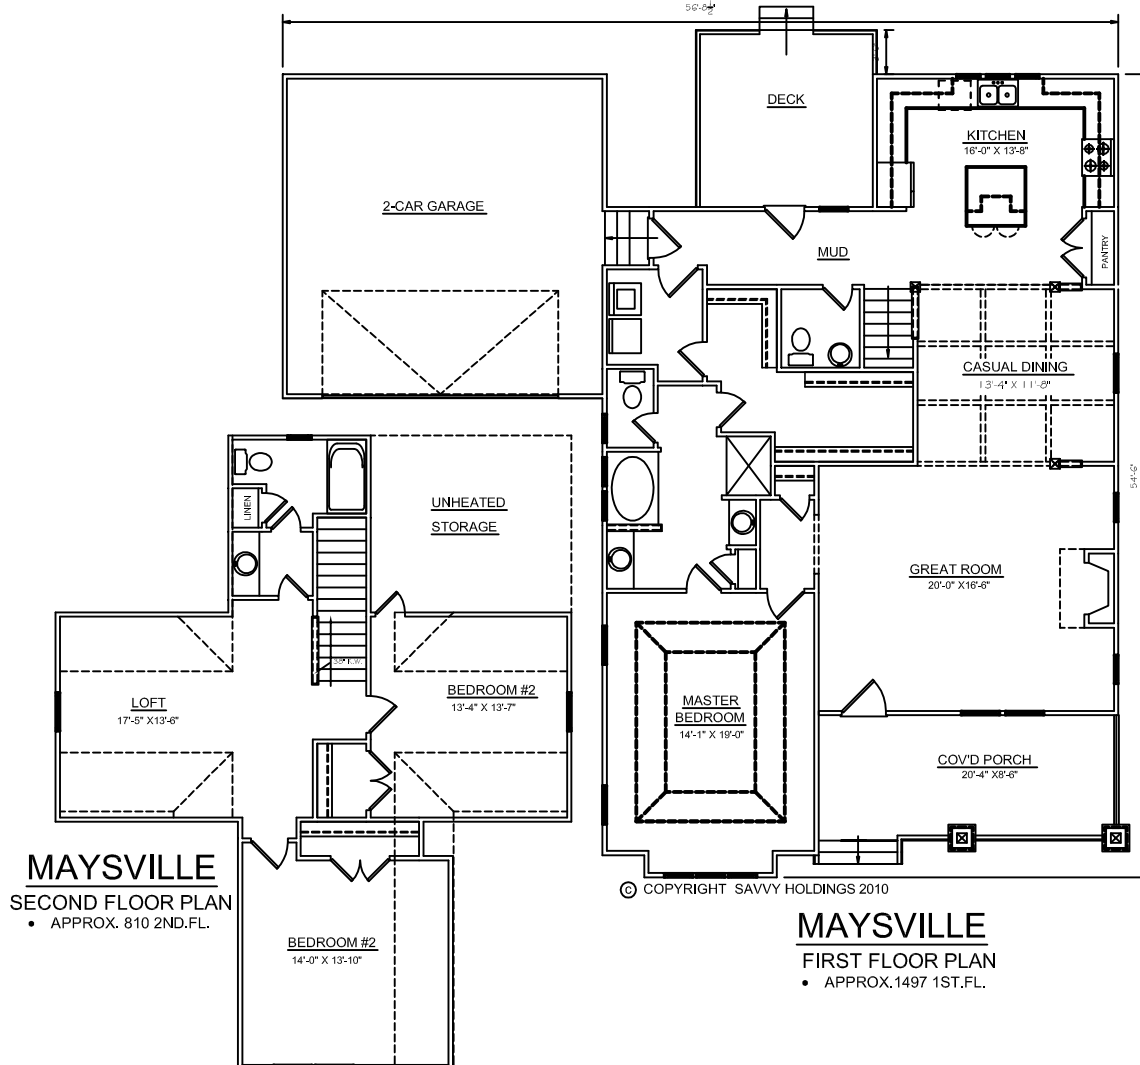 56'-8½"
DECK
KITCHEN
16'-0" X 13'-8"
2-CAR GARAGE
MUD
PANTRY
CASUAL DINING
13'-4" X 11'-8"
54'-6"
UNHEATED
STORAGE
LINEN
GREAT ROOM
20'-0" X16'-6"
38" K.W.
LOFT
17'-5" X13'-6"
BEDROOM #2
13'-4" X 13'-7"
MASTER
BEDROOM
14'-1" X 19'-0"
COV'D PORCH
20'-4" X8'-6"
MAYSVILLE
SECOND FLOOR PLAN
• APPROX. 810 2ND.FL.
© COPYRIGHT SAVVY HOLDINGS 2010
BEDROOM #2
14'-0" X 13'-10"
MAYSVILLE
FIRST FLOOR PLAN
• APPROX.1497 1ST.FL.